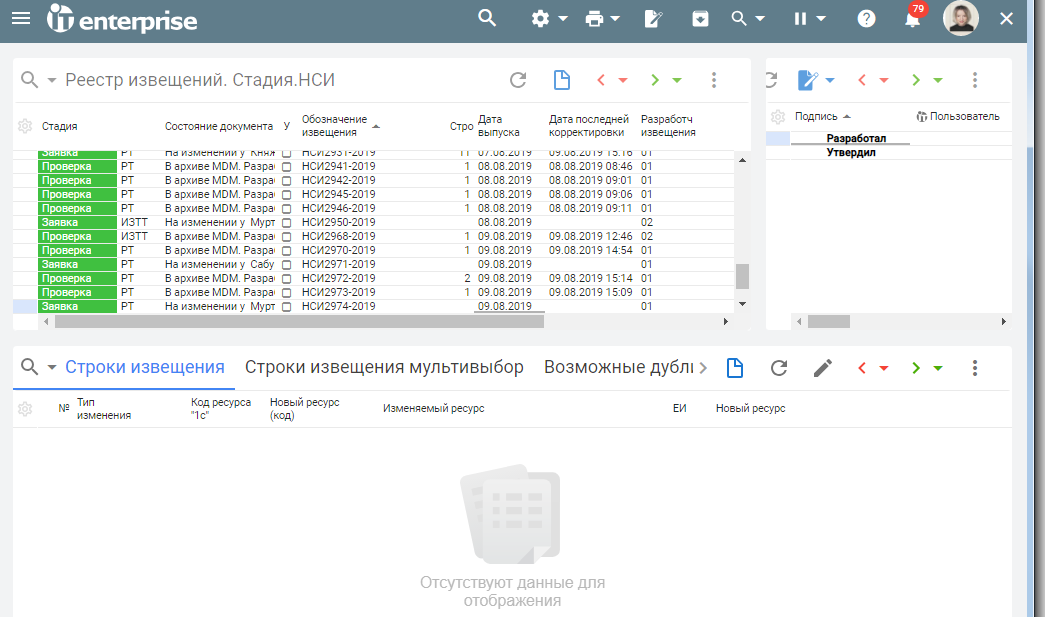 enterprise
79
Реестр извещений. Стадия.НСИ
Стадия Состояние документа У Обозначение извещения Стро Дата выпуска Дата последней корректировки Разработч извещения
Заявка РТ На изменении у Княж НСИ2931-2019 11 07.08.2019 09.08.2019 15:16 01
Проверка РТ В архиве MDM. Разра НСИ2941-2019 1 08.08.2019 08.08.2019 08:46 01
Проверка РТ В архиве MDM. Разра НСИ2942-2019 1 08.08.2019 08.08.2019 09:01 01
Проверка РТ В архиве MDM. Разра НСИ2945-2019 1 08.08.2019 08.08.2019 09:06 01
Проверка РТ В архиве MDM. Разра НСИ2946-2019 1 08.08.2019 08.08.2019 09:11 01
Заявка ИЗТТ На изменении у Мурт НСИ2950-2019 08.08.2019 02
Проверка ИЗТТ В архиве MDM. Разра НСИ2968-2019 1 09.08.2019 09.08.2019 12:46 02
Проверка РТ В архиве MDM. Разра НСИ2970-2019 1 09.08.2019 09.08.2019 14:54 01
Заявка РТ На изменении у Сабу НСИ2971-2019 09.08.2019 01
Проверка РТ В архиве MDM. Разра НСИ2972-2019 2 09.08.2019 09.08.2019 15:14 01
Проверка РТ В архиве MDM. Разра НСИ2973-2019 1 09.08.2019 09.08.2019 15:09 01
Заявка РТ На изменении у Мурт НСИ2974-2019 09.08.2019 01
Подпись Пользователь
Разработал
Утвердил
Строки извещения Строки извещения мультивыбор Возможные дубли
№ Тип изменения Код ресурса "1с" Новый ресурс (код) Изменяемый ресурс ЕИ Новый ресурс
Отсутствуют данные для
отображения